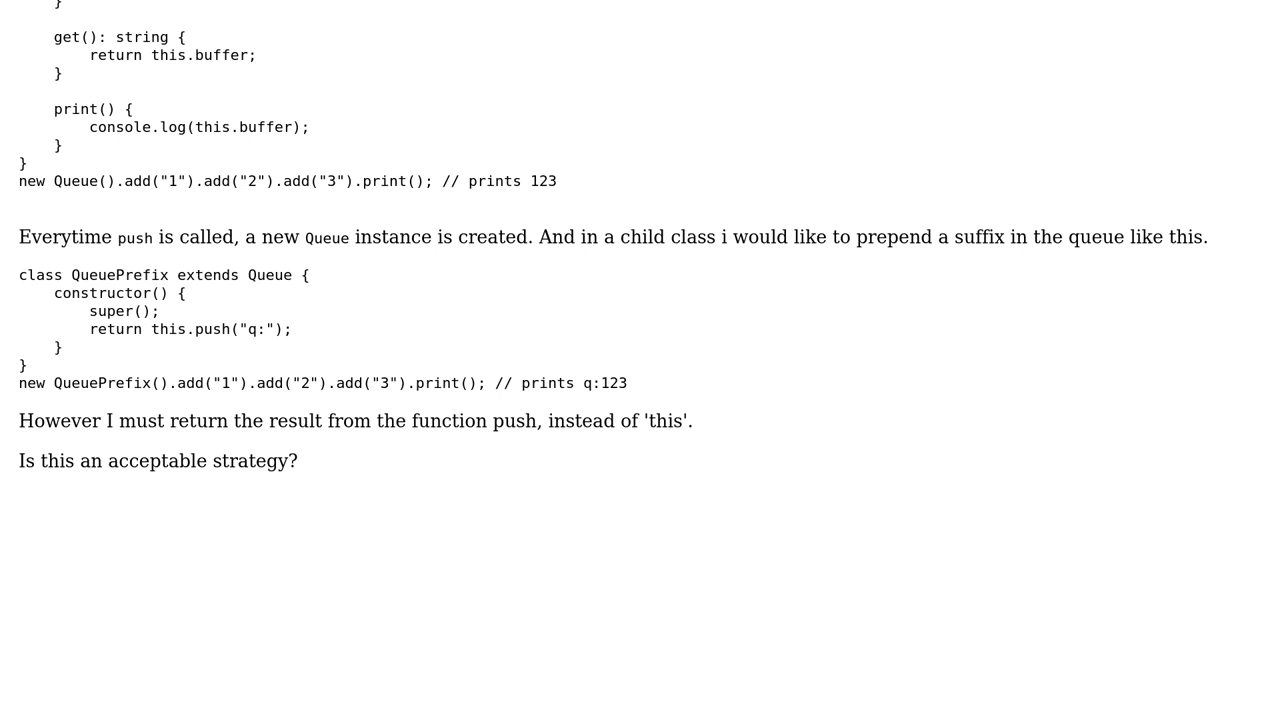 }
    get(): string {
        return this.buffer;
    }
    print() {
        console.log(this.buffer);
    }
}
new Queue().add("1").add("2").add("3").print(); // prints 123
Everytime push is called, a new Queue instance is created. And in a child class i would like to prepend a suffix in the queue like this.
class QueuePrefix extends Queue {
    constructor() {
        super();
        return this.push("q:");
    }
}
new QueuePrefix().add("1").add("2").add("3").print(); // prints q:123
However I must return the result from the function push, instead of 'this'.
Is this an acceptable strategy?